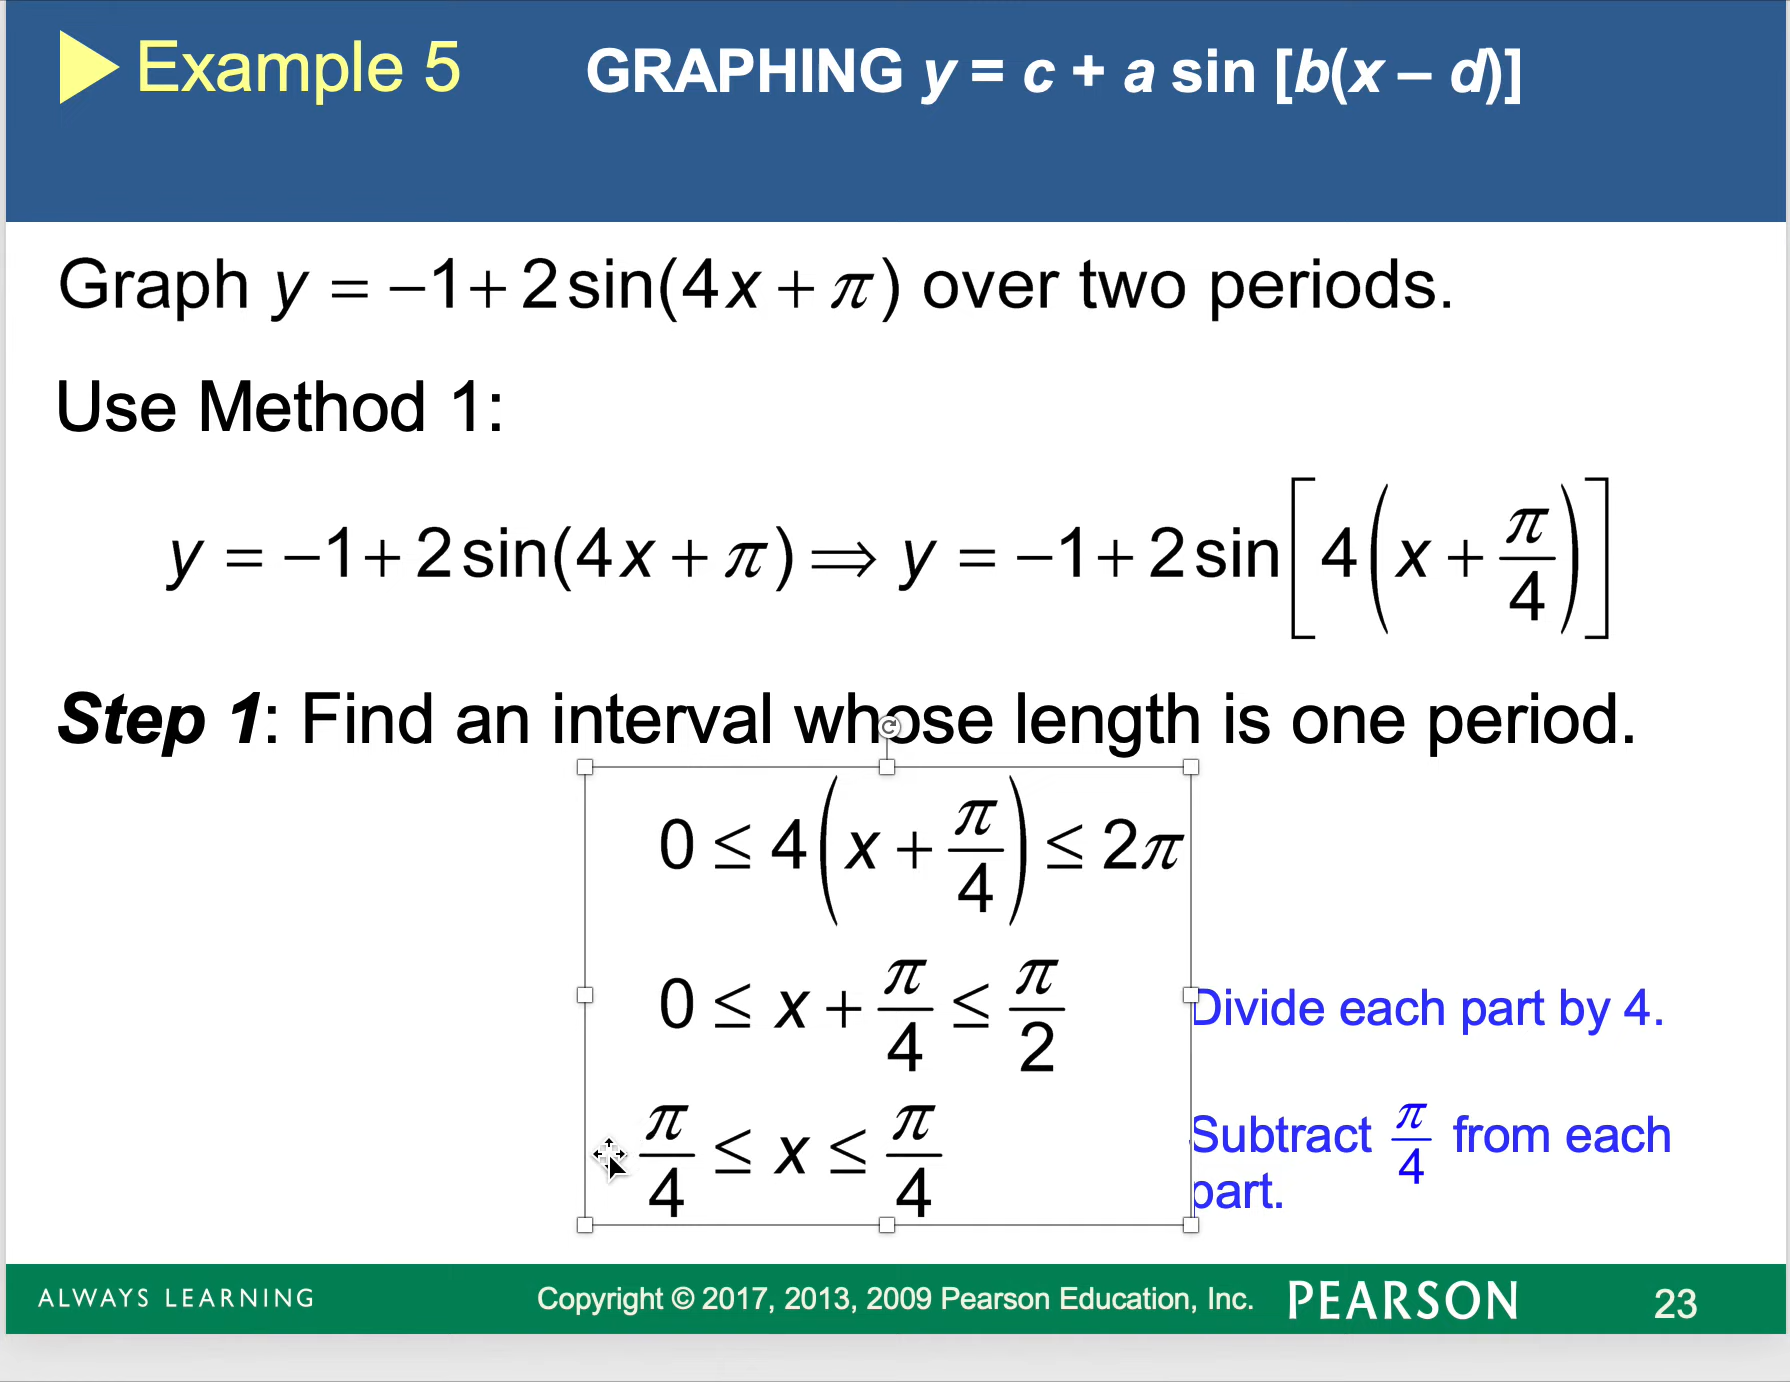 Example 5 GRAPHING y = c + a sin [b(x – d)]
Graph y = −1+ 2 sin(4x + π) over two periods.
Use Method 1:
y = −1+ 2 sin(4x + π) ⇒ y = −1+ 2 sin[4(x + π/4)]
Step 1: Find an interval whose length is one period.
0 ≤ 4(x + π/4) ≤ 2π
0 ≤ x + π/4 ≤ π/2 Divide each part by 4.
π/4 ≤ x ≤ π/4 Subtract π/4 from each
part.
ALWAYS LEARNING Copyright © 2017, 2013, 2009 Pearson Education, Inc. PEARSON 23